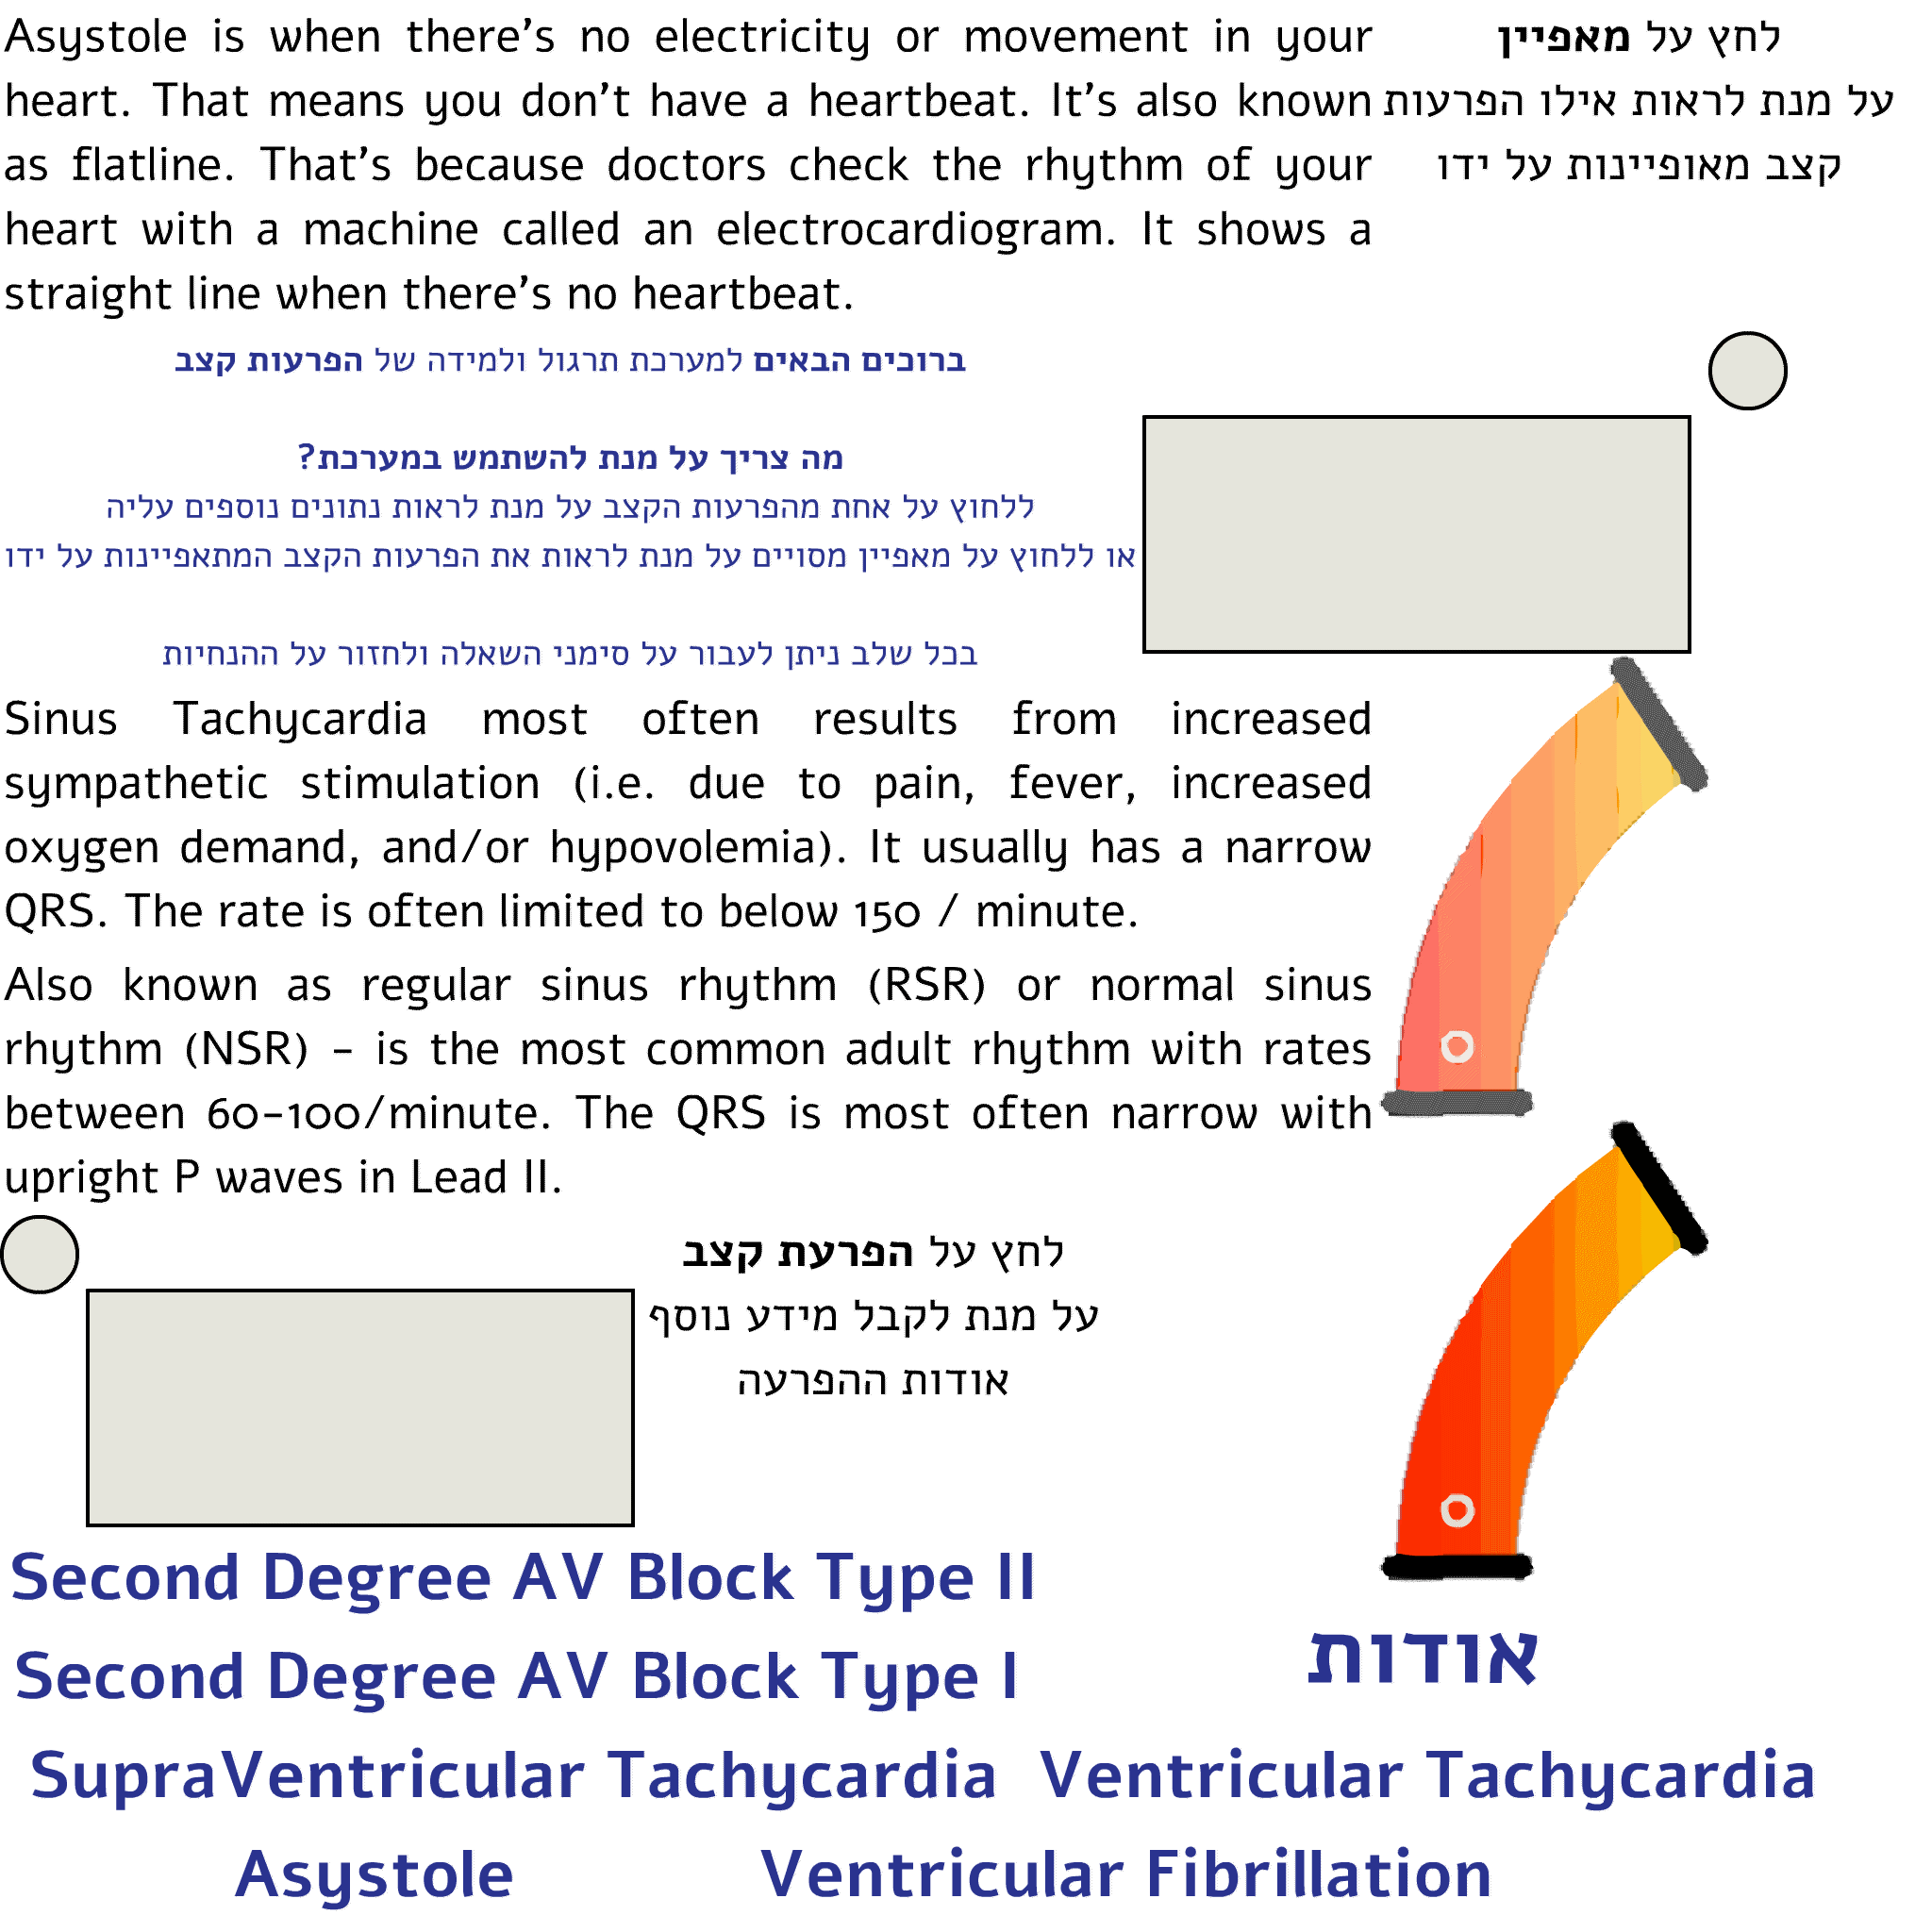 Asystole is when there's no electricity or movement in your
heart. That means you don't have a heartbeat. It's also known
as flatline. That's because doctors check the rhythm of your
heart with a machine called an electrocardiogram. It shows a
straight line when there's no heartbeat.
לחץ על מאפיין
על מנת לראות אילו הפרעות
קצב מאופיינות על ידו
ברוכים הבאים למערכת תרגול ולמידה של הפרעות קצב
מה צריך על מנת להשתמש במערכת?
ללחוץ על אחת מהפרעות הקצב על מנת לראות נתונים נוספים עליה
או ללחוץ על מאפיין מסויים על מנת לראות את הפרעות הקצב המתאפיינות על ידו
בכל שלב ניתן לעבור על סימני השאלה ולחזור על ההנחיות
Sinus Tachycardia most often results from increased
sympathetic stimulation (i.e. due to pain, fever, increased
oxygen demand, and/or hypovolemia). It usually has a narrow
QRS. The rate is often limited to below 150 / minute.
Also known as regular sinus rhythm (RSR) or normal sinus
rhythm (NSR) - is the most common adult rhythm with rates
between 60-100/minute. The QRS is most often narrow with
upright P waves in Lead II.
לחץ על הפרעת קצב
על מנת לקבל מידע נוסף
אודות ההפרעה
Second Degree AV Block Type II
Second Degree AV Block Type I
אודות
SupraVentricular Tachycardia
Ventricular Tachycardia
Asystole
Ventricular Fibrillation